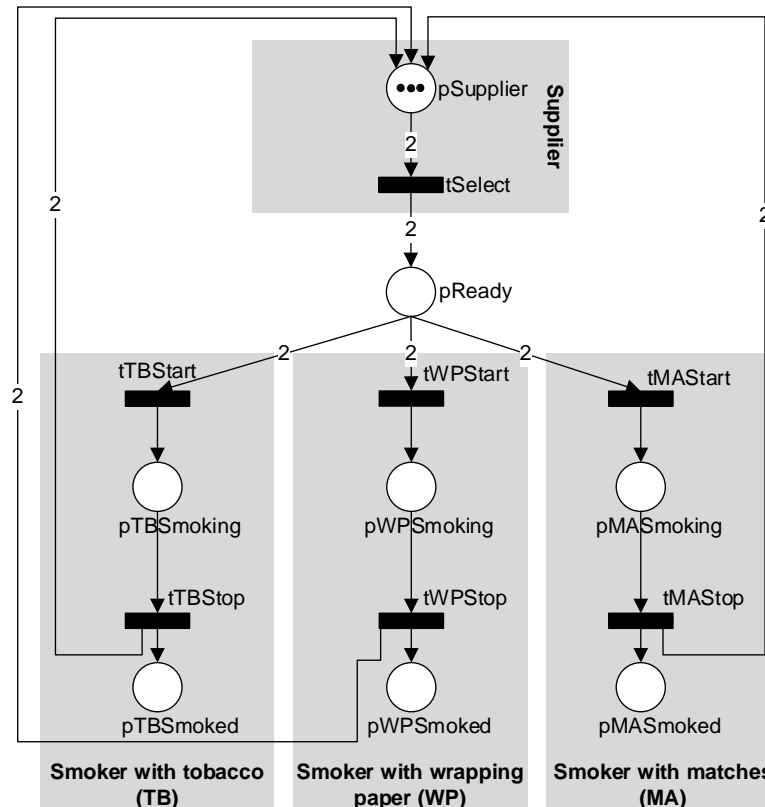 pSupplier
Supplier
2
tSelect
2
2
2
pReady
2
2
2
2
tTBStart
tWPStart
tMAStart
pTBSmoking
pWPSmoking
pMASmoking
tTBStop
tWPStop
tMAStop
pTBSmoked
pWPSmoked
pMASmoked
Smoker with tobacco
(TB)
Smoker with wrapping
paper (WP)
Smoker with matches
(MA)